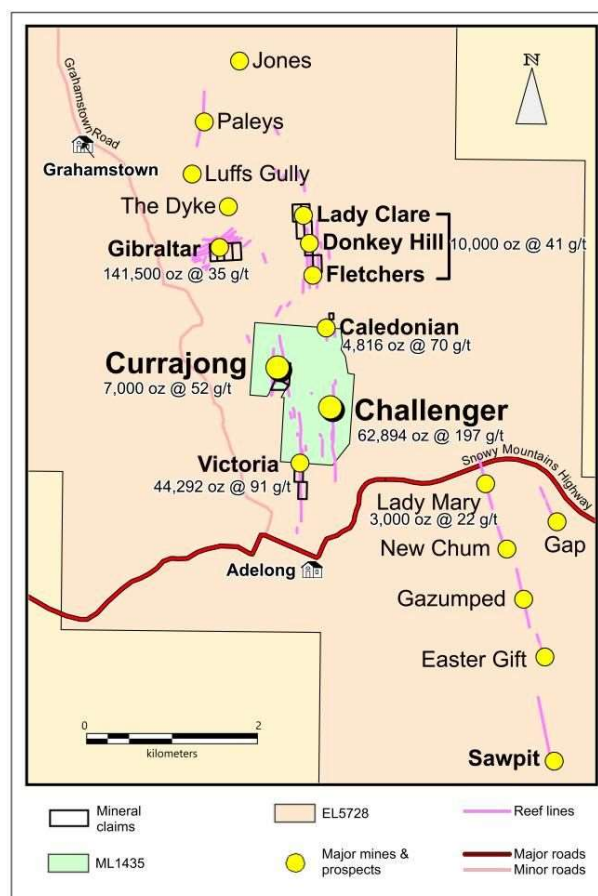 Jones
N
Grahamstown Road
Paleys
Grahamstown
Luffs Gully
The Dyke
Lady Clare
Donkey Hill
10,000 oz @ 41 g/t
Gibraltar
141,500 oz @ 35 g/t
Fletchers
Caledonian
4,816 oz @ 70 g/t
Currajong
7,000 oz @ 52 g/t
Challenger
62,894 oz @ 197 g/t
Snowy Mountains Highway
Victoria
44,292 oz @ 91 g/t
Lady Mary
3,000 oz @ 22 g/t
Gap
New Chum
Adelong
Gazumped
Easter Gift
0 2
kilometers
Sawpit
Mineral claims
EL5728
Reef lines
ML1435
Major mines & prospects
Major roads
Minor roads